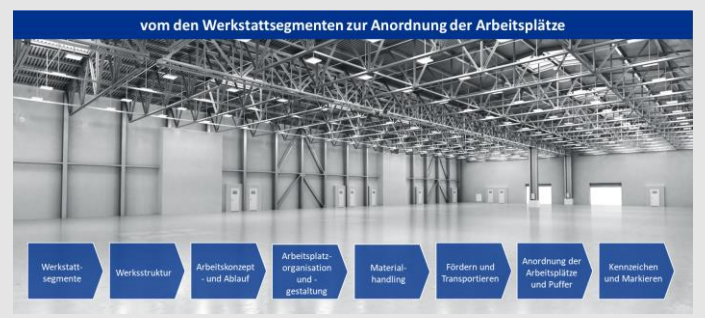 vom den Werkstattsegmenten zur Anordnung der Arbeitsplätze
Werkstatt-
segmente
Werksstruktur
Arbeitskonzept
- und Ablauf
Arbeitsplatz-
organisation
und -
gestaltung
Material-
handling
Fördern und
Transportieren
Anordnung der
Arbeitsplätze
und Puffer
Kennzeichen
und Markieren